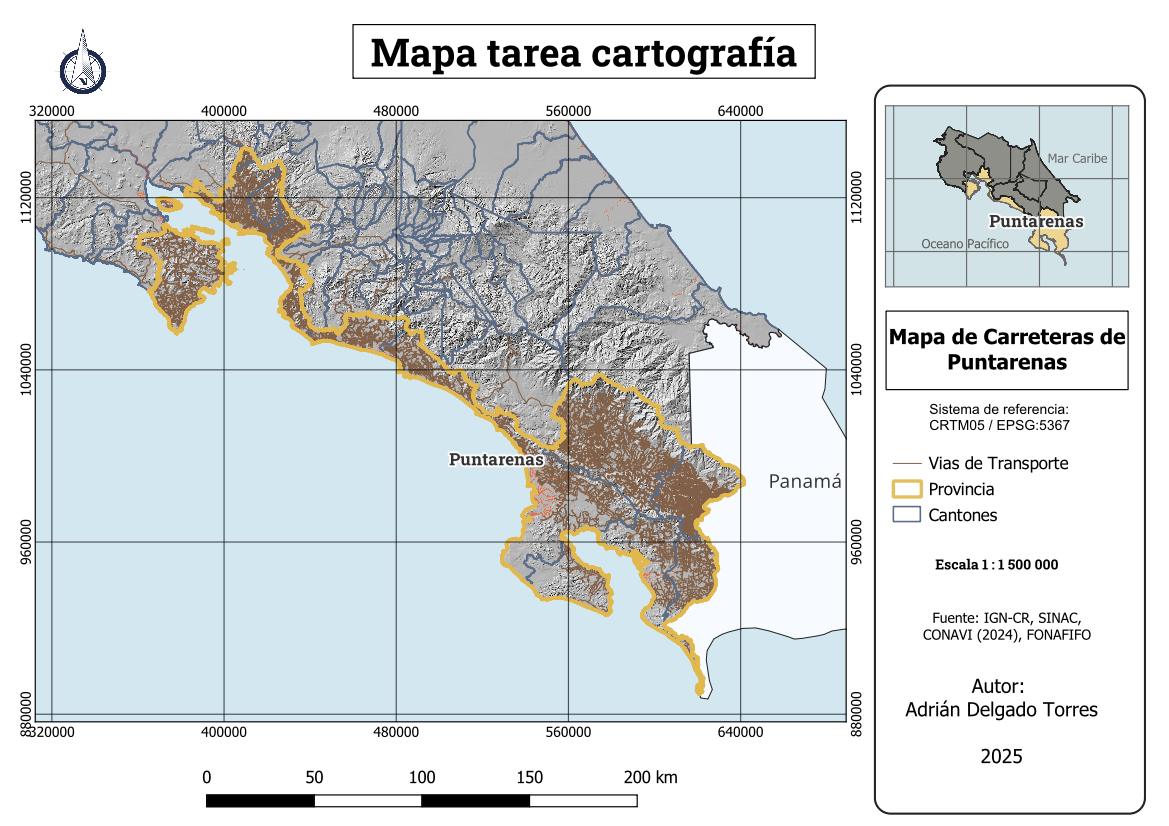 Mapa tarea cartografía
320000
400000
480000
560000
640000
1120000
1120000
1040000
1040000
960000
960000
880000
880000
Puntarenas
Panamá
320000
400000
480000
560000
640000
0
50
100
150
200 km
Mar Caribe
Puntarenas
Oceano Pacífico
Mapa de Carreteras de
Puntarenas
Sistema de referencia:
CRTM05 / EPSG:5367
Vias de Transporte
Provincia
Cantones
Escala 1 : 1 500 000
Fuente: IGN-CR, SINAC,
CONAVI (2024), FONAFIFO
Autor:
Adrián Delgado Torres
2025